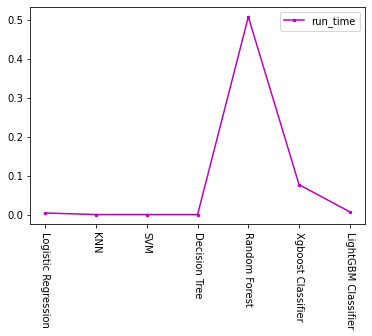 run_time
0.5
0.4
0.3
0.2
0.1
0.0
Logistic Regression
KNN
SVM
Decision Tree
Random Forest
Xgboost Classifier
LightGBM Classifier